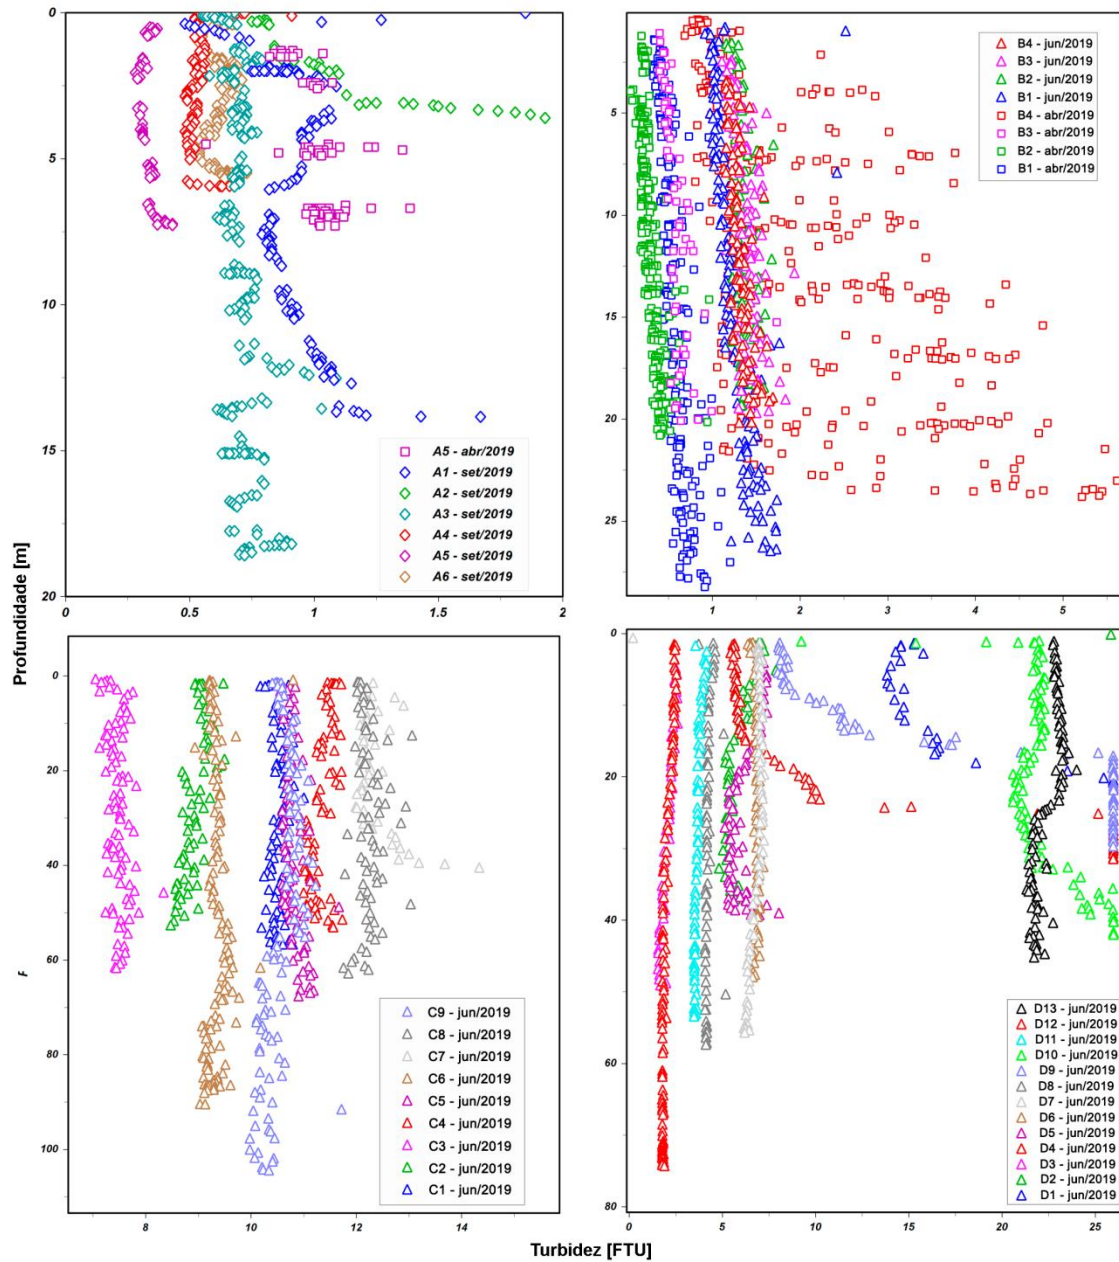 0
5
10
15
20
0
0.5
1
1.5
2
A5 - abr/2019
A1 - set/2019
A2 - set/2019
A3 - set/2019
A4 - set/2019
A5 - set/2019
A6 - set/2019
5
10
15
20
25
1
2
3
4
5
B4 - jun/2019
B3 - jun/2019
B2 - jun/2019
B1 - jun/2019
B4 - abr/2019
B3 - abr/2019
B2 - abr/2019
B1 - abr/2019
Profundidade [m]
0
20
40
60
80
100
8
10
12
14
C9 - jun/2019
C8 - jun/2019
C7 - jun/2019
C6 - jun/2019
C5 - jun/2019
C4 - jun/2019
C3 - jun/2019
C2 - jun/2019
C1 - jun/2019
0
20
40
60
80
0
5
10
15
20
25
D13 - jun/2019
D12 - jun/2019
D11 - jun/2019
D10 - jun/2019
D9 - jun/2019
D8 - jun/2019
D7 - jun/2019
D6 - jun/2019
D5 - jun/2019
D4 - jun/2019
D3 - jun/2019
D2 - jun/2019
D1 - jun/2019
Turbidez [FTU]